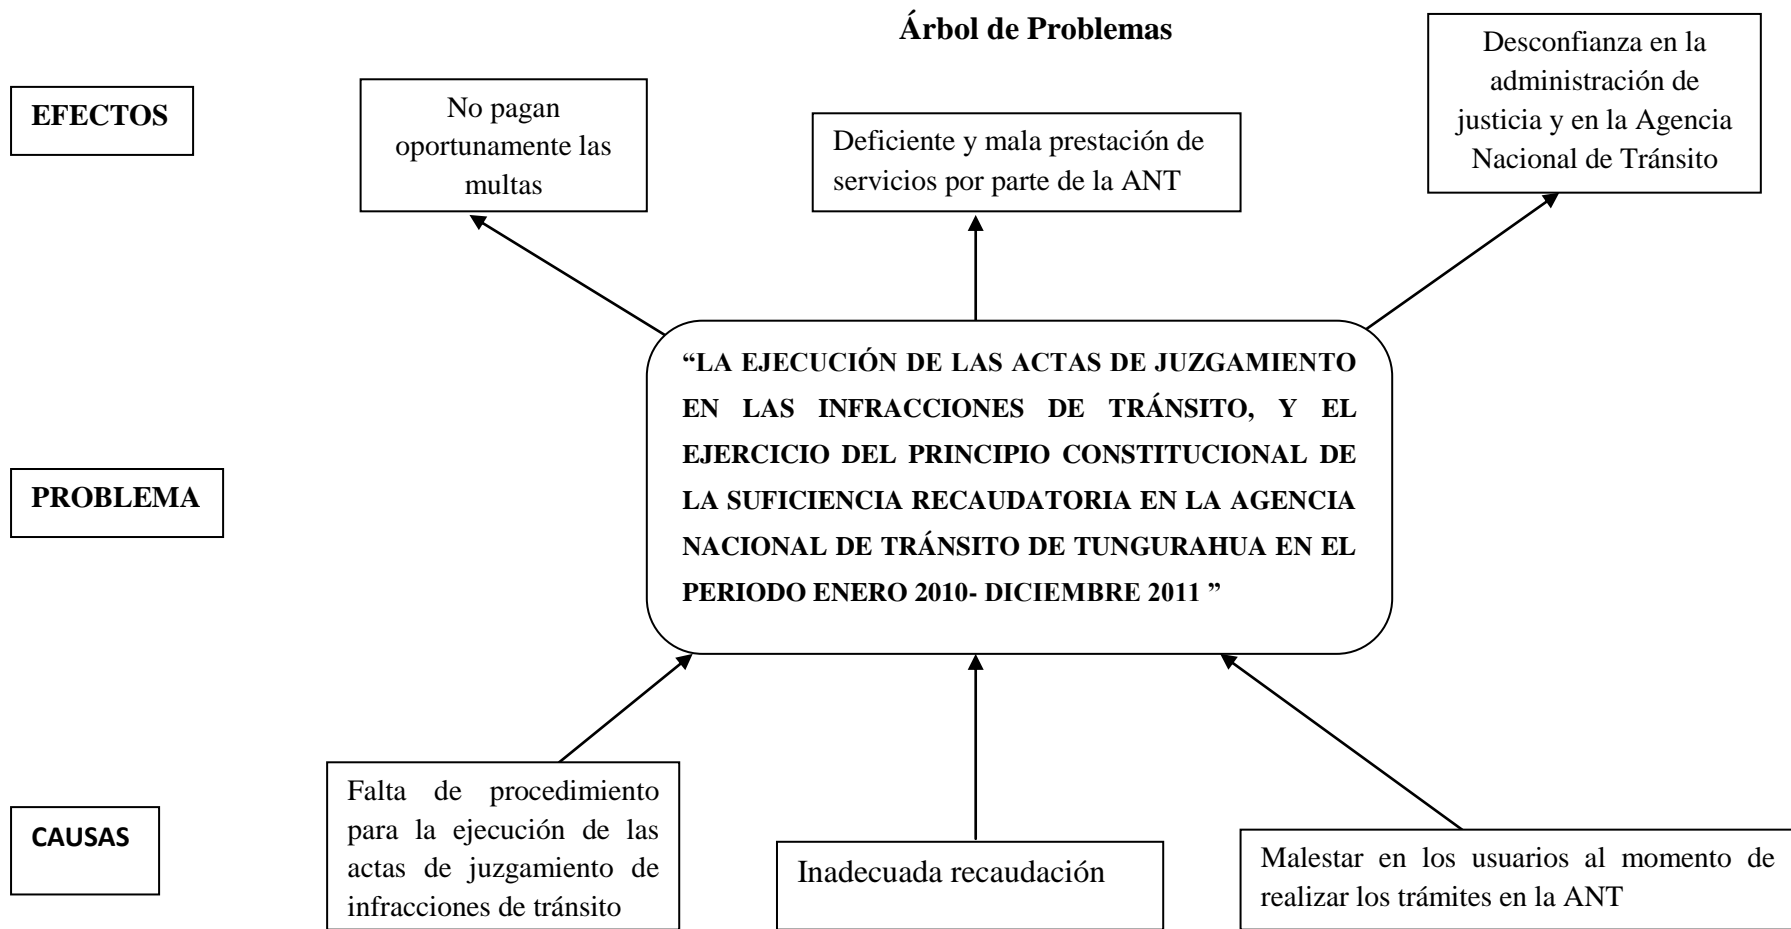 Árbol de Problemas
EFECTOS
No pagan
oportunamente las
multas
Deficiente y mala prestación de
servicios por parte de la ANT
Desconfianza en la
administración de
justicia y en la Agencia
Nacional de Tránsito
PROBLEMA
“LA EJECUCIÓN DE LAS ACTAS DE JUZGAMIENTO
EN LAS INFRACCIONES DE TRÁNSITO, Y EL
EJERCICIO DEL PRINCIPIO CONSTITUCIONAL DE
LA SUFICIENCIA RECAUDATORIA EN LA AGENCIA
NACIONAL DE TRÁNSITO DE TUNGURAHUA EN EL
PERIODO ENERO 2010- DICIEMBRE 2011 ”
CAUSAS
Falta de procedimiento
para la ejecución de las
actas de juzgamiento de
infracciones de tránsito
Inadecuada recaudación
Malestar en los usuarios al momento de
realizar los trámites en la ANT